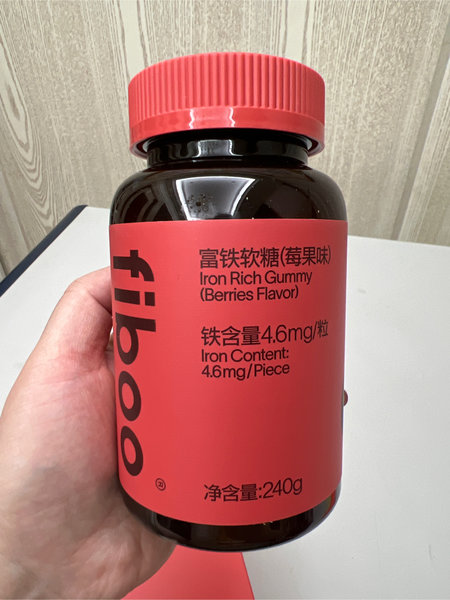 fiboo®
富铁软糖(莓果味)
Iron Rich Gummy
(Berries Flavor)
铁含量4.6mg/粒
Iron Content:
4.6mg/Piece
净含量:240g